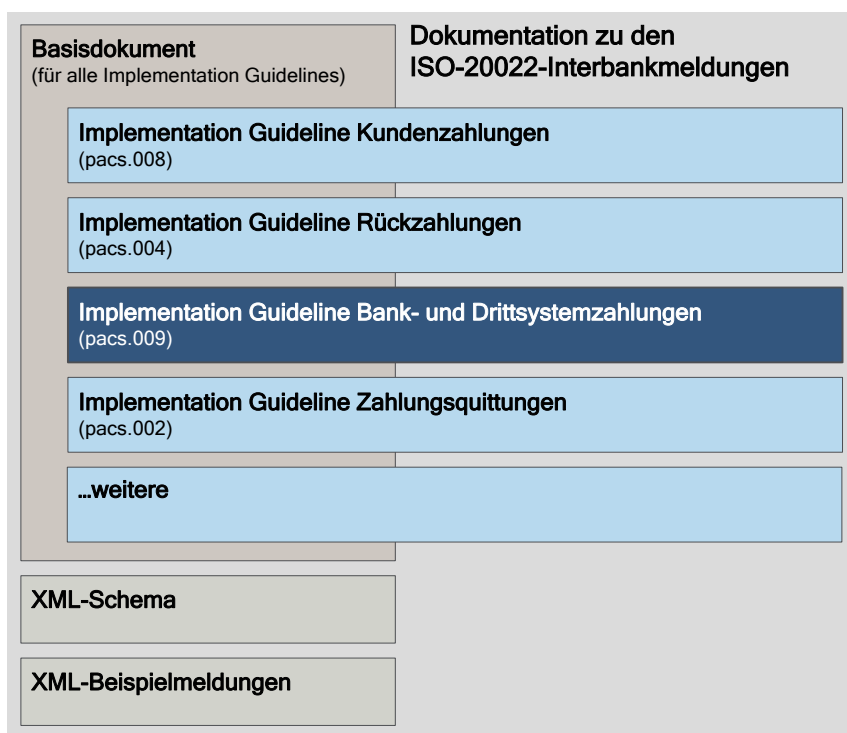 Basisdokument
(für alle Implementation Guidelines)
Dokumentation zu den
ISO-20022-Interbankmeldungen
Implementation Guideline Kundenzahlungen
(pacs.008)
Implementation Guideline Rückzahlungen
(pacs.004)
Implementation Guideline Bank- und Drittsystemzahlungen
(pacs.009)
Implementation Guideline Zahlungsquittungen
(pacs.002)
…weitere
XML-Schema
XML-Beispielmeldungen